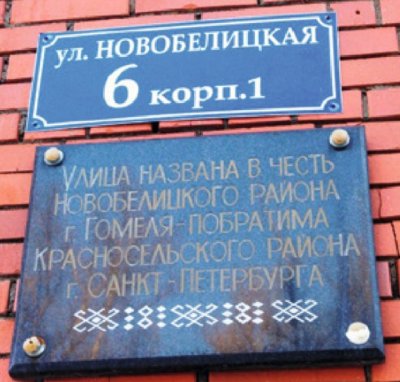 ул. НОВОБЕЛИЦКАЯ
6 корп.1
УЛИЦА НАЗВАНА В ЧЕСТЬ
НОВОБЕЛИЦКОГО РАЙОНА
г. ГОМЕЛЯ-ПОБРАТИМА
КРАСНОСЕЛЬСКОГО РАЙОНА
г. САНКТ-ПЕТЕРБУРГА